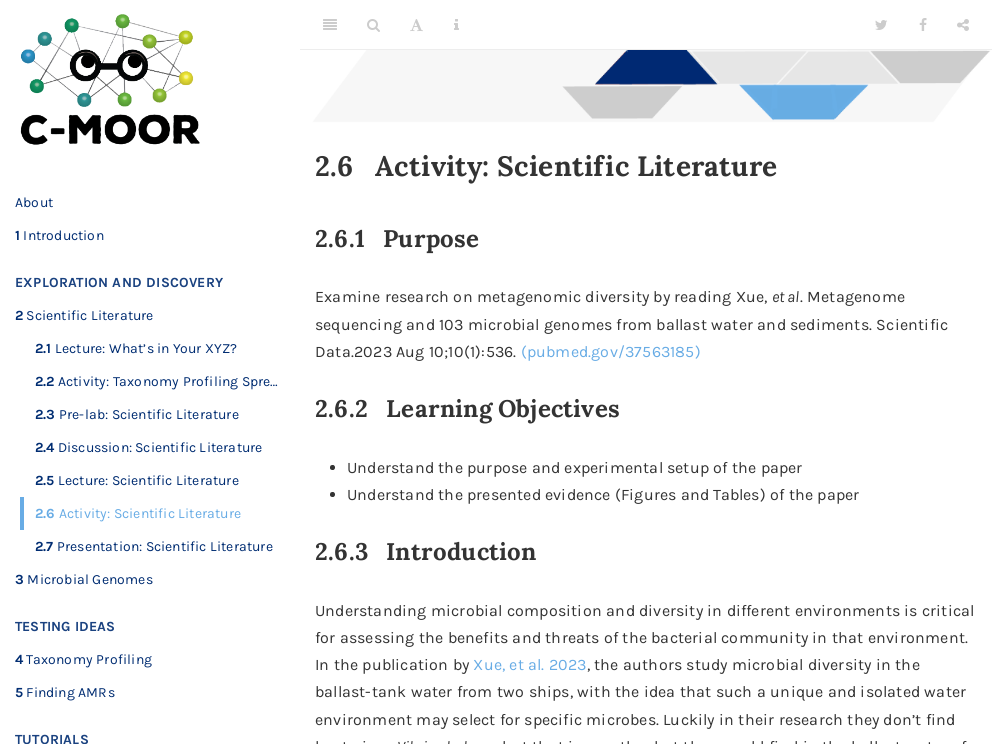 C-MOOR
About
1 Introduction
EXPLORATION AND DISCOVERY
2 Scientific Literature
2.1 Lecture: What's in Your XYZ?
2.2 Activity: Taxonomy Profiling Spre…
2.3 Pre-lab: Scientific Literature
2.4 Discussion: Scientific Literature
2.5 Lecture: Scientific Literature
2.6 Activity: Scientific Literature
2.7 Presentation: Scientific Literature
3 Microbial Genomes
TESTING IDEAS
4 Taxonomy Profiling
5 Finding AMRs
TUTORIALS
A
2.6 Activity: Scientific Literature
2.6.1 Purpose
Examine research on metagenomic diversity by reading Xue, et al. Metagenome
sequencing and 103 microbial genomes from ballast water and sediments. Scientific
Data.2023 Aug 10;10(1):536. (pubmed.gov/37563185)
2.6.2 Learning Objectives
• Understand the purpose and experimental setup of the paper
• Understand the presented evidence (Figures and Tables) of the paper
2.6.3 Introduction
Understanding microbial composition and diversity in different environments is critical
for assessing the benefits and threats of the bacterial community in that environment.
In the publication by Xue, et al. 2023, the authors study microbial diversity in the
ballast-tank water from two ships, with the idea that such a unique and isolated water
environment may select for specific microbes. Luckily in their research they don't find